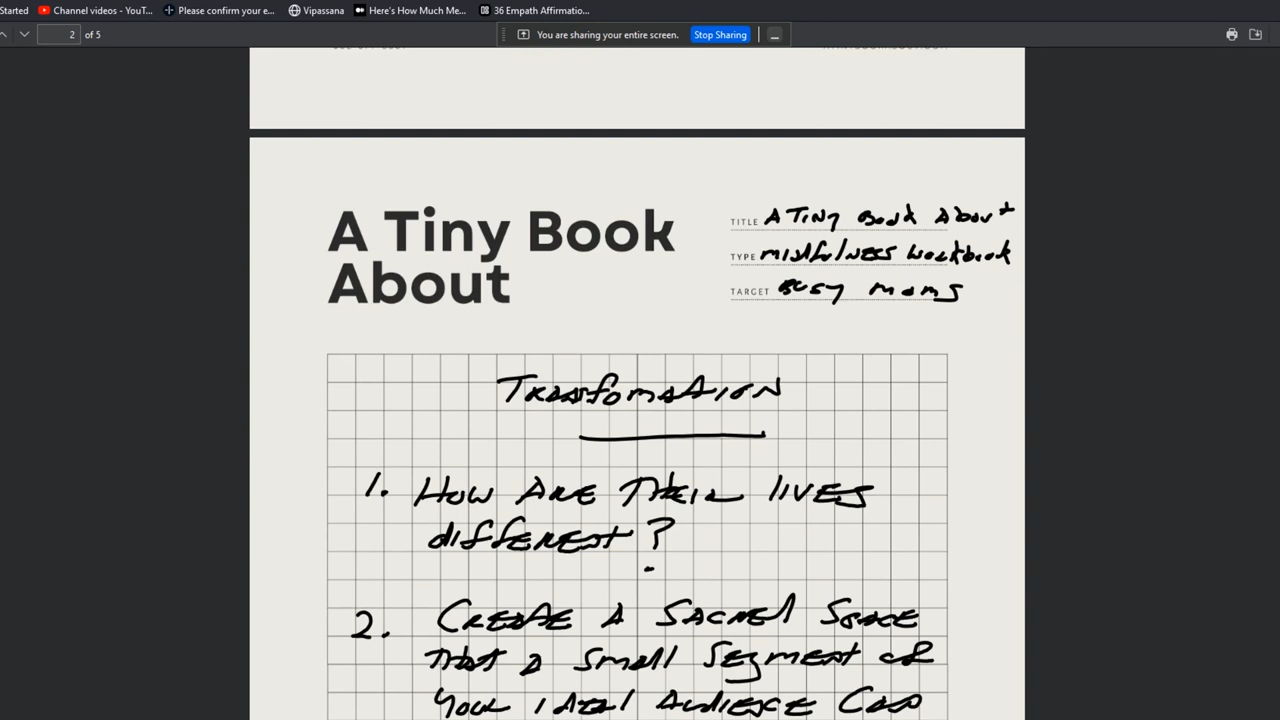 Started Channel videos - YouT... Please confirm your e... Vipassana Here's How Much Me... 36 Empath Affirmatio...
2 of 5 You are sharing your entire screen. Stop Sharing
A Tiny Book
About
TITLE A TINY Book About
TYPE MINDfulNESS Workbook
TARGET BUSY MOMS
TRANSfOMATION
1. HOW ARE THEIR lIVES
diffERENT?
2. CREATE A SACRED SPACE
THAT A SMAll SEgMENT of
YOUR IDEAl AUDIENCE CAN